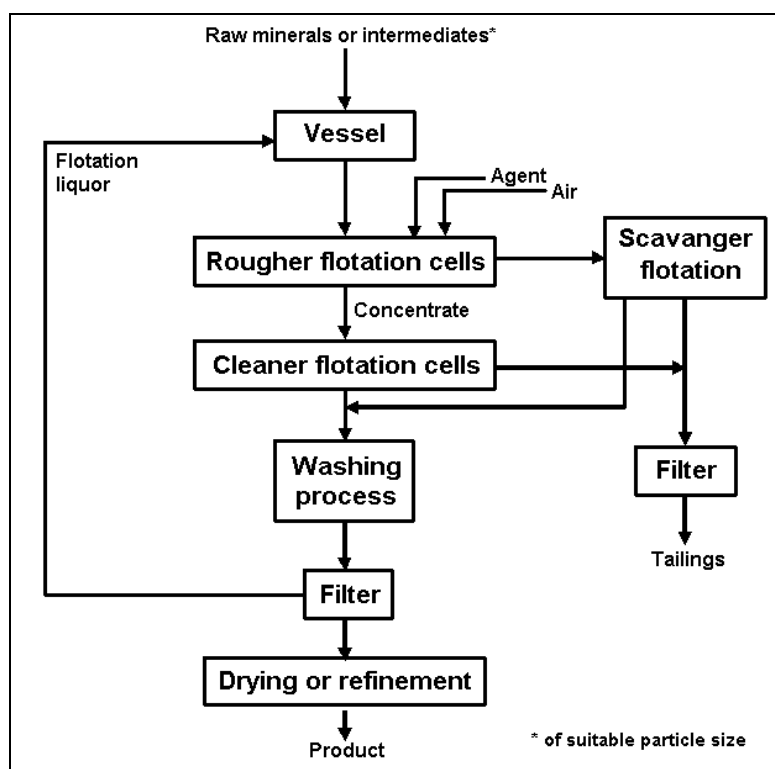 Raw minerals or intermediates*
Vessel
Flotation
liquor
Agent
Air
Rougher flotation cells
Scavanger
flotation
Concentrate
Cleaner flotation cells
Washing
process
Filter
Tailings
Filter
Drying or refinement
Product
* of suitable particle size